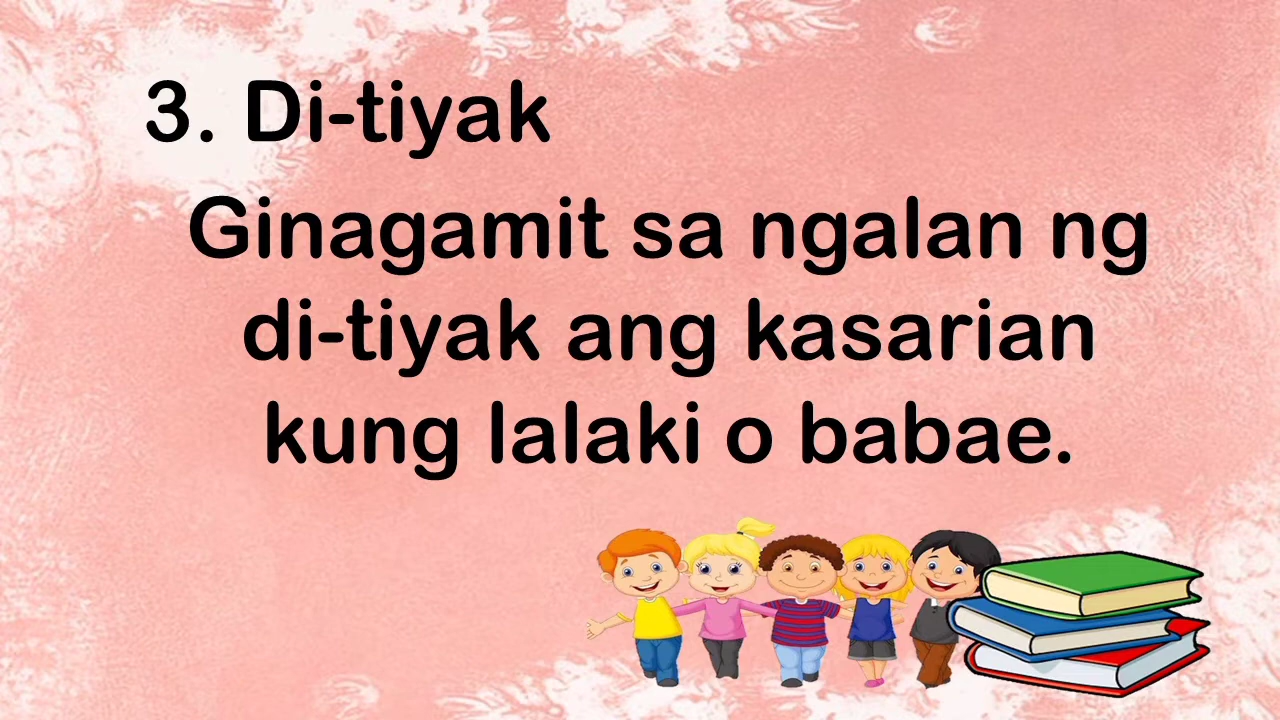 3. Di-tiyak
Ginagamit sa ngalan ng
di-tiyak ang kasarian
kung lalaki o babae.